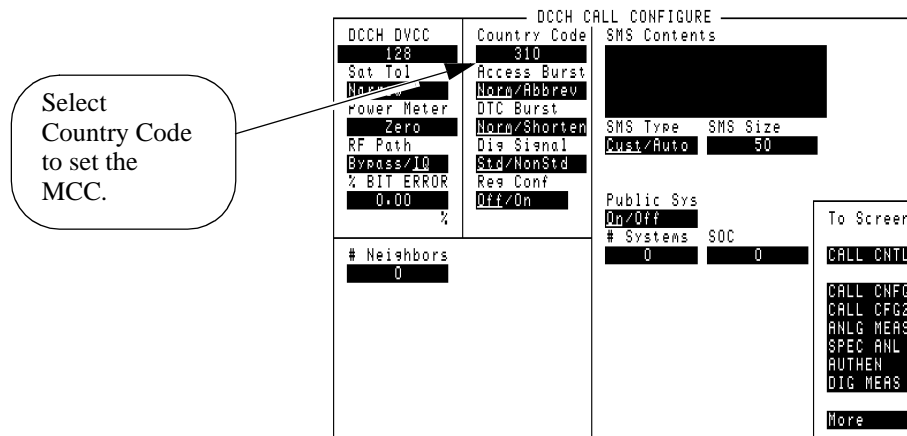 DCCH CALL CONFIGURE
Select
Country Code
to set the
MCC.
DCCH DVCC
128
Sat Tol
Narrow
Power Meter
Zero
RF Path
Bypass/IQ
% BIT ERROR
0.00
%
# Neighbors
0
Country Code
310
Access Burst
Norm/Abbrev
DTC Burst
Norm/Shorten
Dig Signal
Std/NonStd
Reg Conf
Off/On
SMS Contents
SMS Type SMS Size
Cust/Auto 50
Public Sys
On/Off
# Systems SOC
0 0
To Screen
CALL CNTL
CALL CNFG
CALL CFG2
ANLG MEAS
SPEC ANL
AUTHEN
DIG MEAS
More